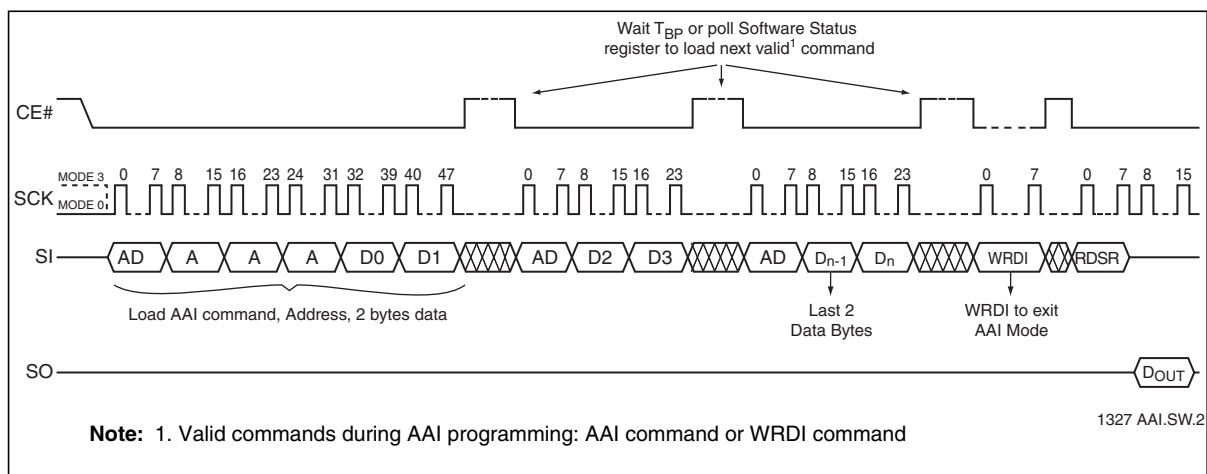 Wait TBP or poll Software Status
register to load next valid1 command
CE#
MODE 3
MODE 0
SCK
0 7 8 15 16 23 24 31 32 39 40 47 0 7 8 15 16 23 0 7 8 15 16 23 0 7 0 7 8 15
SI
AD A A A D0 D1 AD D2 D3 AD Dn-1 Dn WRDI RDSR
Load AAI command, Address, 2 bytes data
Last 2
Data Bytes
WRDI to exit
AAI Mode
SO
DOUT
1327 AAI.SW.2
Note: 1. Valid commands during AAI programming: AAI command or WRDI command